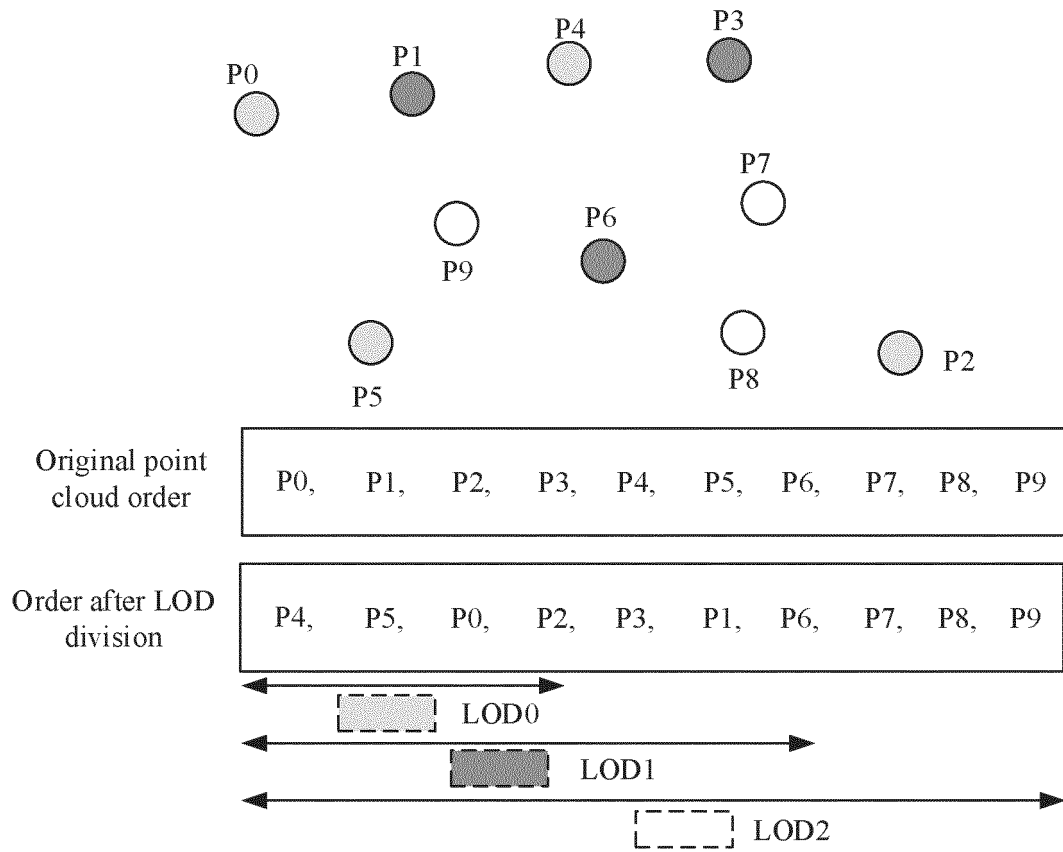 P4
P3
P1
P0
P7
P6
P9
P8
P2
P5
Original point
cloud order
P0, P1, P2, P3, P4, P5, P6, P7, P8, P9
Order after LOD
division
P4, P5, P0, P2, P3, P1, P6, P7, P8, P9
LOD0
LOD1
LOD2